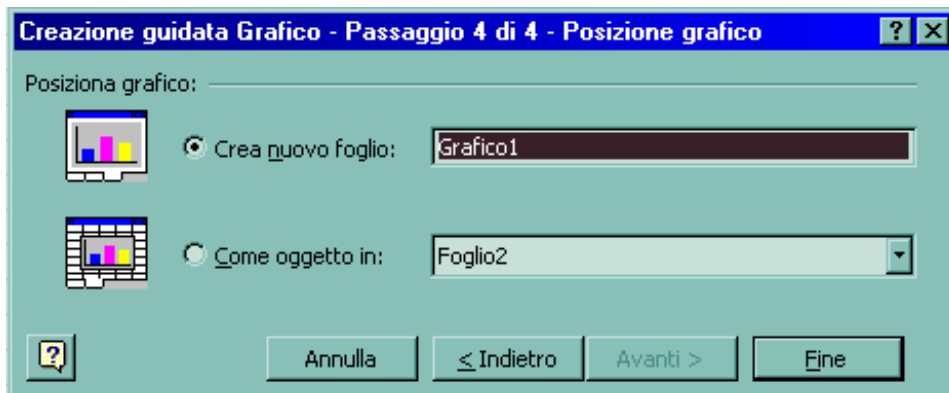 Creazione guidata Grafico - Passaggio 4 di 4 - Posizione grafico ? X
Posiziona grafico:
Crea nuovo foglio: Grafico1
Come oggetto in: Foglio2
? Annulla < Indietro Avanti > Fine